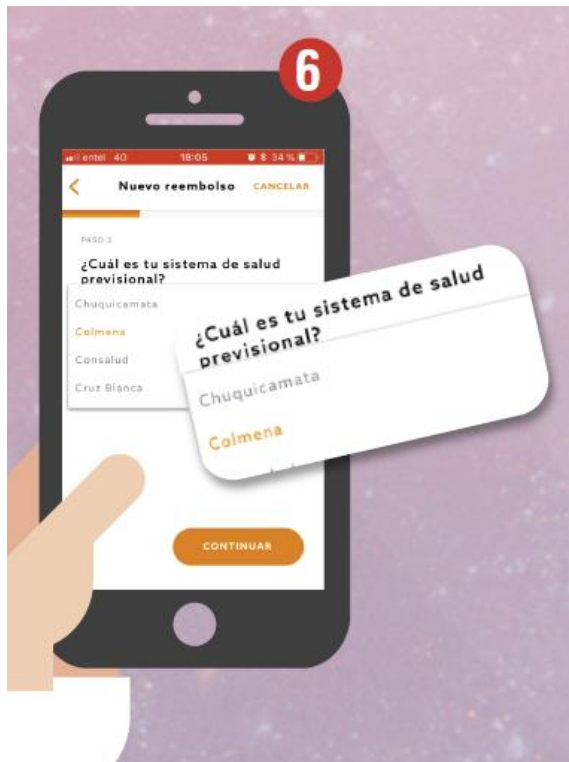 6
entel 4G 18:05 34 %
Nuevo reembolso CANCELAR
PASO 2
¿Cuál es tu sistema de salud
previsional?
Chuquicamata
Colmena
Consalud
Cruz Blanca
CONTINUAR
¿Cuál es tu sistema de salud
previsional?
Chuquicamata
Colmena